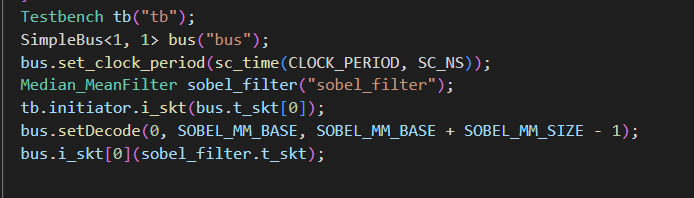 Testbench tb("tb");
SimpleBus<1, 1> bus("bus");
bus.set_clock_period(sc_time(CLOCK_PERIOD, SC_NS));
Median_MeanFilter sobel_filter("sobel_filter");
tb.initiator.i_skt(bus.t_skt[0]);
bus.setDecode(0, SOBEL_MM_BASE, SOBEL_MM_BASE + SOBEL_MM_SIZE - 1);
bus.i_skt[0](sobel_filter.t_skt);